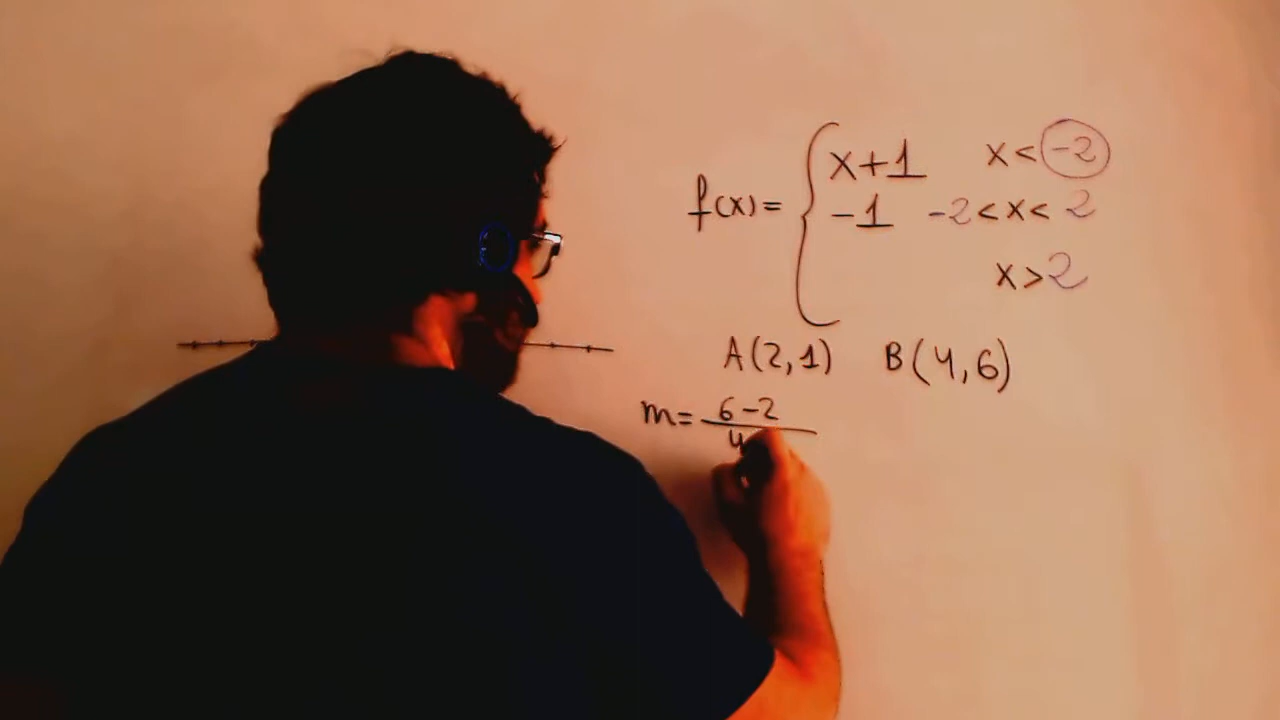 f(x)= { x+1 x<-2
-1 -2<x<2
x>2
A(2,1) B(4,6)
m= 6-2
4